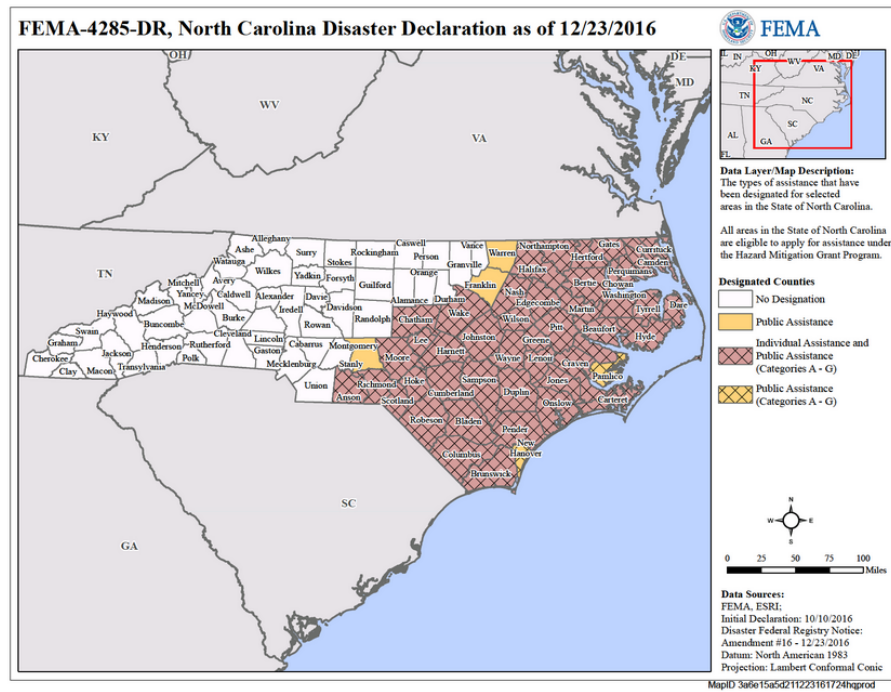 FEMA-4285-DR, North Carolina Disaster Declaration as of 12/23/2016
FEMA
OH
WV
KY
VA
DE
MD
TN
SC
GA
Alleghany
Ashe
Surry
Stokes
Rockingham
Caswell
Person
Vance
Granville
Warren
Northampton
Gates
Hertford
Currituck
Camden
Perquimans
Chowan
Halifax
Bertie
Washington
Watauga
Wilkes
Yadkin
Forsyth
Guilford
Orange
Alamance
Durham
Franklin
Nash
Edgecombe
Martin
Tyrrell
Dare
Mitchell
Avery
Yancey
Caldwell
Alexander
Davie
Davidson
Iredell
Randolph
Chatham
Wake
Wilson
Pitt
Beaufort
Hyde
Madison
McDowell
Burke
Rowan
Haywood
Buncombe
Swain
Graham
Cherokee
Clay
Macon
Jackson
Transylvania
Henderson
Polk
Rutherford
Cleveland
Lincoln
Gaston
Cabarrus
Mecklenburg
Montgomery
Stanly
Union
Anson
Richmond
Moore
Lee
Harnett
Johnston
Wayne
Greene
Lenoir
Craven
Pamlico
Hoke
Scotland
Cumberland
Sampson
Duplin
Jones
Onslow
Carteret
Robeson
Bladen
Pender
New
Hanover
Columbus
Brunswick
IN
OH
MD
DE
KY
WV
VA
TN
NC
SC
AL
GA
FL
Data Layer/Map Description:
The types of assistance that have
been designated for selected
areas in the State of North Carolina.
All areas in the State of North Carolina
are eligible to apply for assistance under
the Hazard Mitigation Grant Program.
Designated Counties
No Designation
Public Assistance
Individual Assistance and
Public Assistance
(Categories A - G)
Public Assistance
(Categories A - G)
N
W E
S
0 25 50 75 100
Miles
Data Sources:
FEMA, ESRI;
Initial Declaration: 10/10/2016
Disaster Federal Registry Notice:
Amendment #16 - 12/23/2016
Datum: North American 1983
Projection: Lambert Conformal Conic
MapID 3a6e15a5d211223161724hqprod